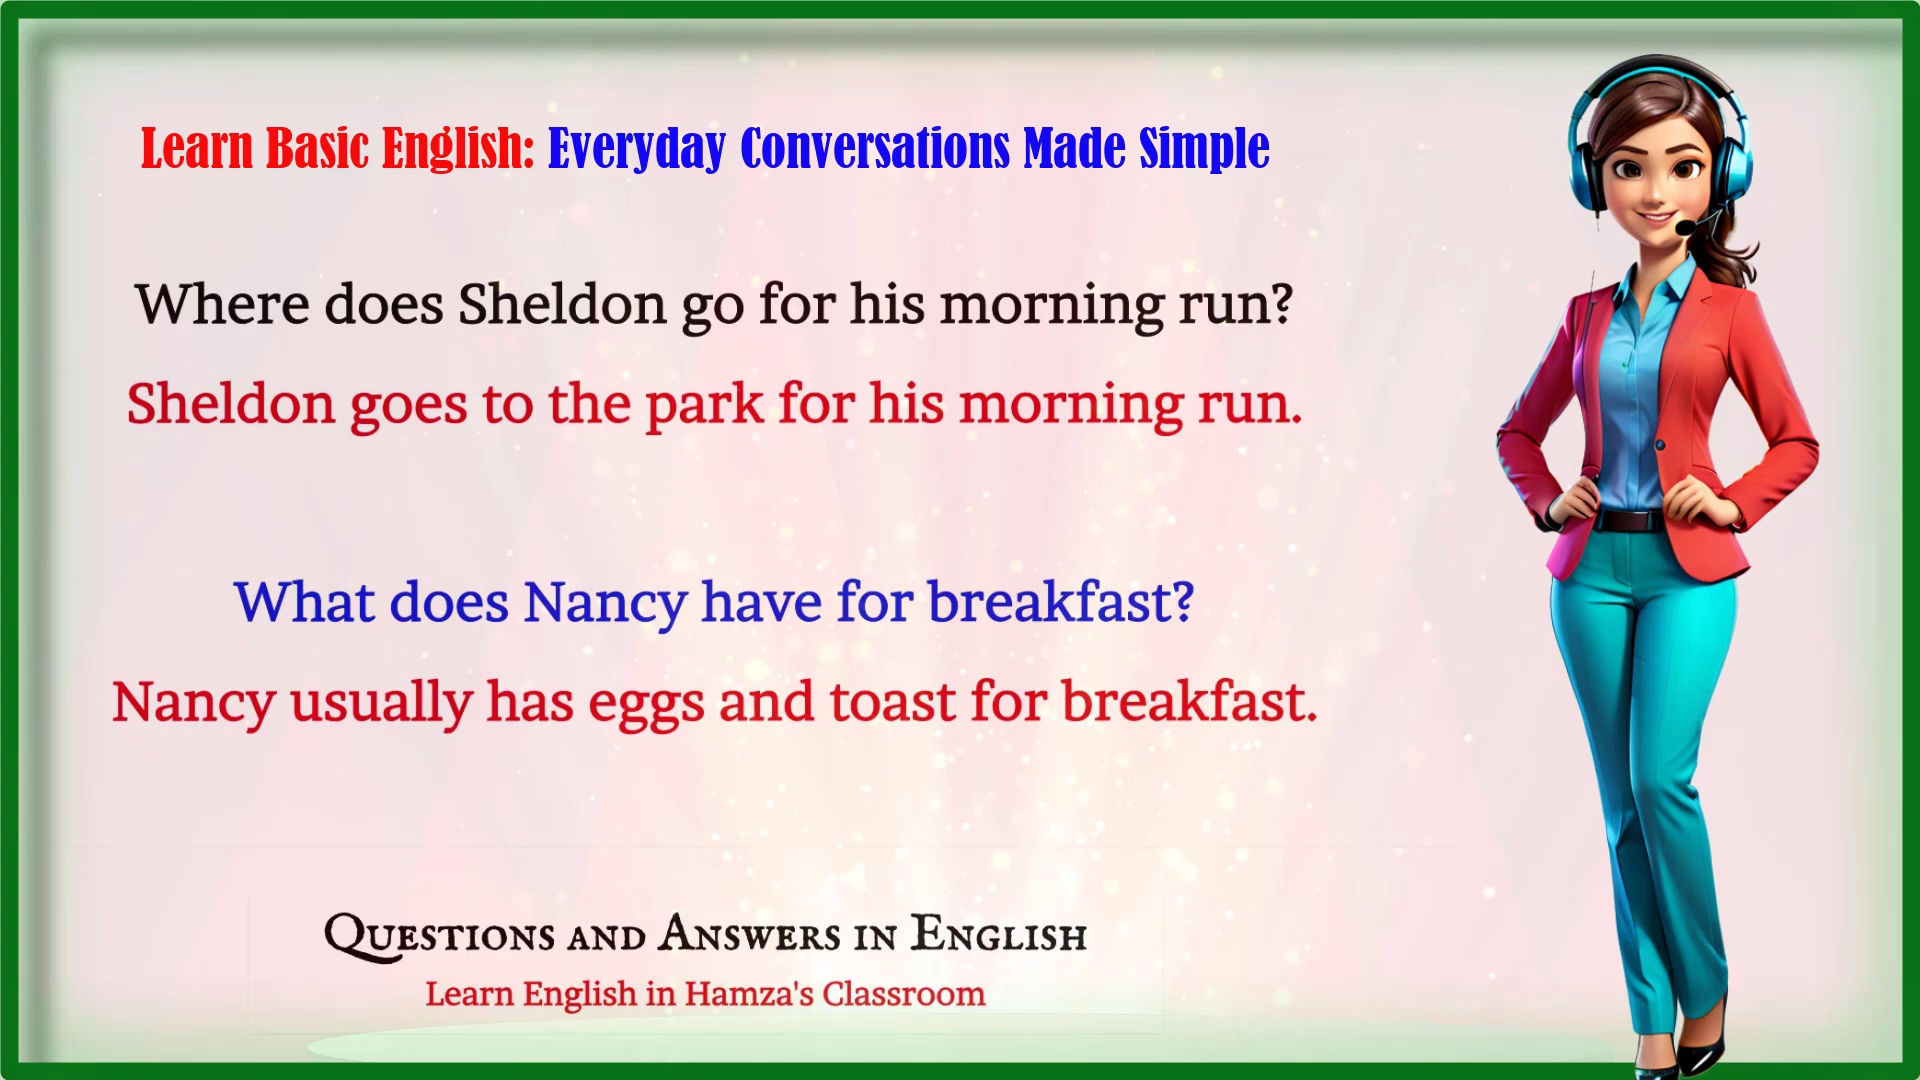 Learn Basic English: Everyday Conversations Made Simple
Where does Sheldon go for his morning run?
Sheldon goes to the park for his morning run.
What does Nancy have for breakfast?
Nancy usually has eggs and toast for breakfast.
Questions and Answers in English
Learn English in Hamza's Classroom